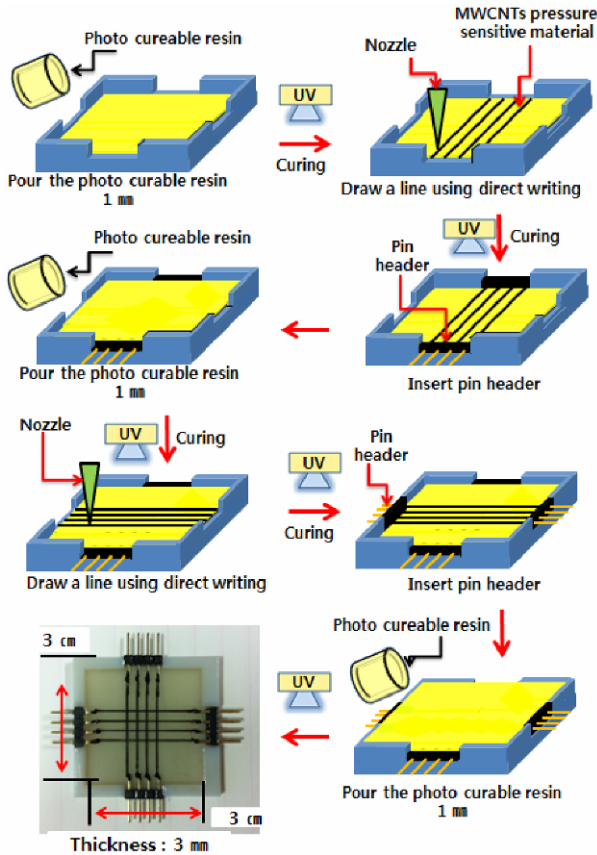 Photo cureable resin
UV
Curing
Pour the photo curable resin
1 mm
MWCNTs pressure
sensitive material
Nozzle
Draw a line using direct writing
UV
Curing
Pin
header
Insert pin header
Photo cureable resin
Pour the photo curable resin
1 mm
Nozzle
UV
Curing
Draw a line using direct writing
UV
Curing
Pin
header
Insert pin header
Photo cureable resin
Pour the photo curable resin
1 mm
UV
3 cm
3 cm
Thickness : 3 mm